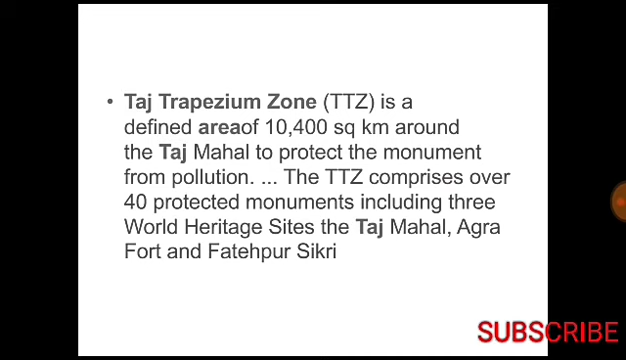 • Taj Trapezium Zone (TTZ) is a
defined areaof 10,400 sq km around
the Taj Mahal to protect the monument
from pollution. ... The TTZ comprises over
40 protected monuments including three
World Heritage Sites the Taj Mahal, Agra
Fort and Fatehpur Sikri
SUBSCRIBE